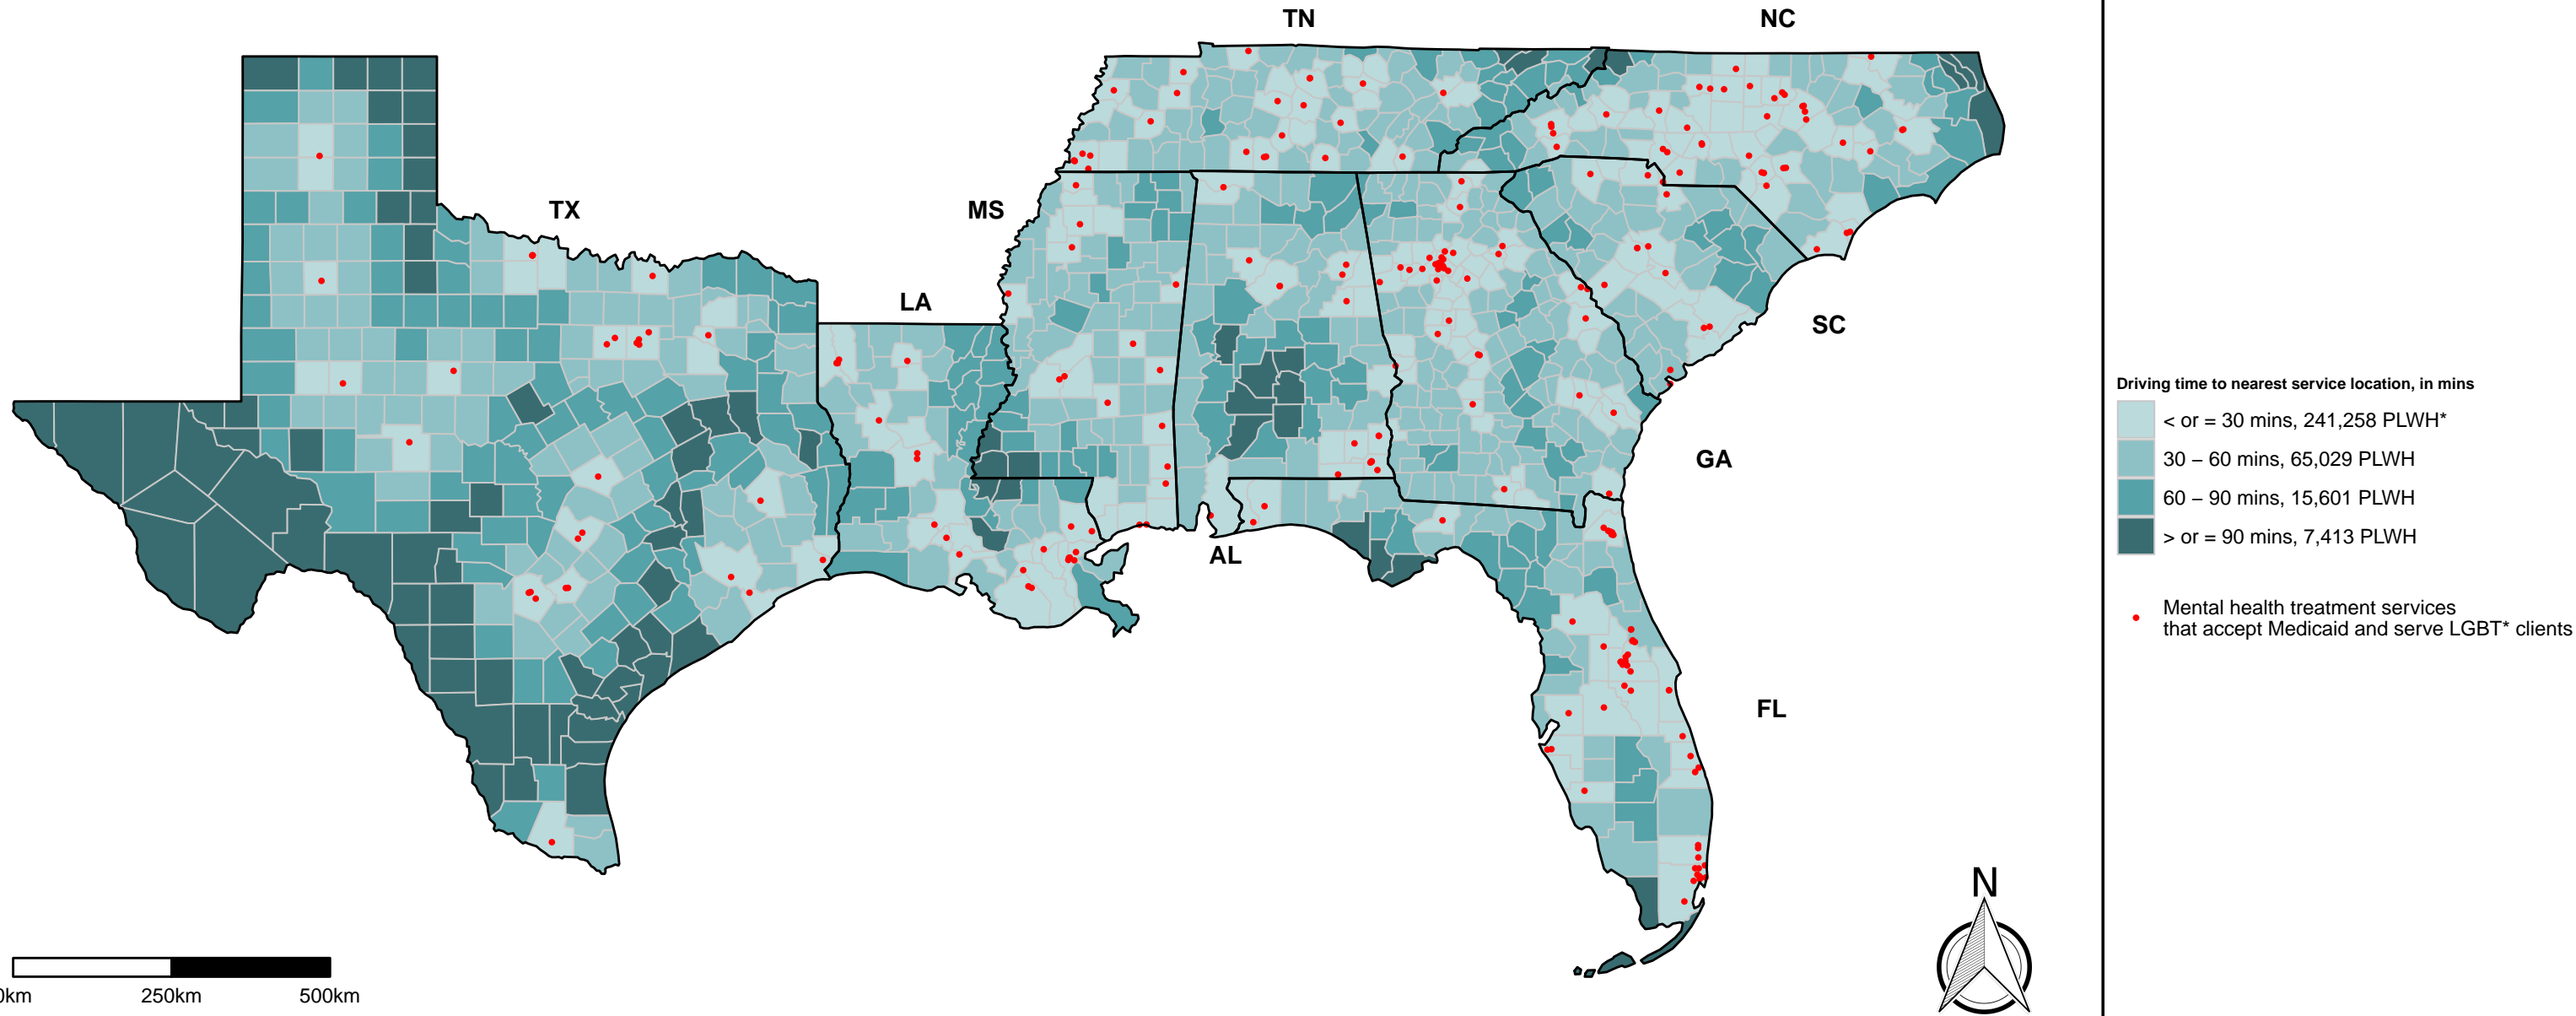 TN
NC
TX
MS
LA
SC
GA
AL
FL
Driving time to nearest service location, in mins
< or = 30 mins, 241,258 PLWH*
30 – 60 mins, 65,029 PLWH
60 – 90 mins, 15,601 PLWH
> or = 90 mins, 7,413 PLWH
Mental health treatment services
that accept Medicaid and serve LGBT* clients
N
0km
250km
500km